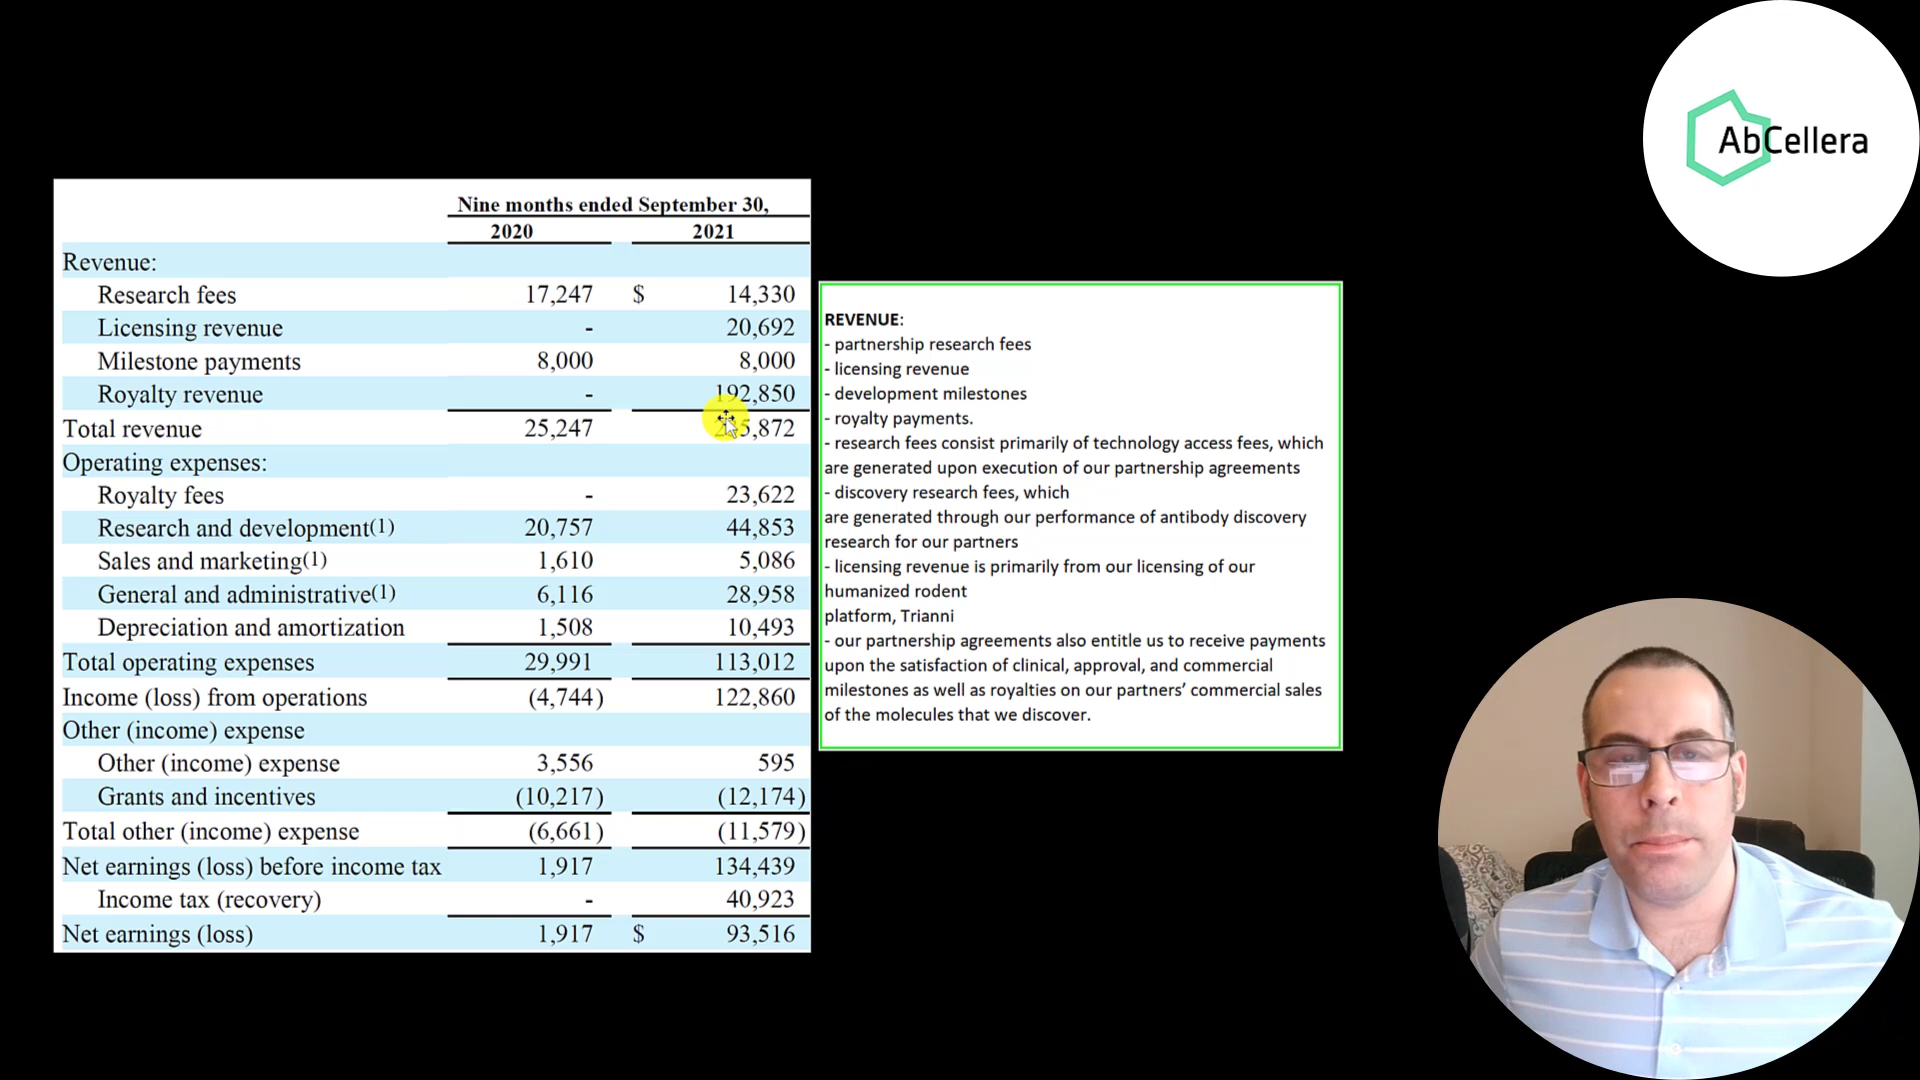 AbCellera
Nine months ended September 30,
2020 2021
Revenue:
Research fees 17,247 $ 14,330
Licensing revenue - 20,692
Milestone payments 8,000 8,000
Royalty revenue - 192,850
Total revenue 25,247
Operating expenses:
Royalty fees - 23,622
Research and development(1) 20,757 44,853
Sales and marketing(1) 1,610 5,086
General and administrative(1) 6,116 28,958
Depreciation and amortization 1,508 10,493
Total operating expenses 29,991 113,012
Income (loss) from operations (4,744) 122,860
Other (income) expense
Other (income) expense 3,556 595
Grants and incentives (10,217) (12,174)
Total other (income) expense (6,661) (11,579)
Net earnings (loss) before income tax 1,917 134,439
Income tax (recovery) - 40,923
Net earnings (loss) 1,917 $ 93,516
REVENUE:
- partnership research fees
- licensing revenue
- development milestones
- royalty payments.
- research fees consist primarily of technology access fees, which
are generated upon execution of our partnership agreements
- discovery research fees, which
are generated through our performance of antibody discovery
research for our partners
- licensing revenue is primarily from our licensing of our
humanized rodent
platform, Trianni
- our partnership agreements also entitle us to receive payments
upon the satisfaction of clinical, approval, and commercial
milestones as well as royalties on our partners’ commercial sales
of the molecules that we discover.